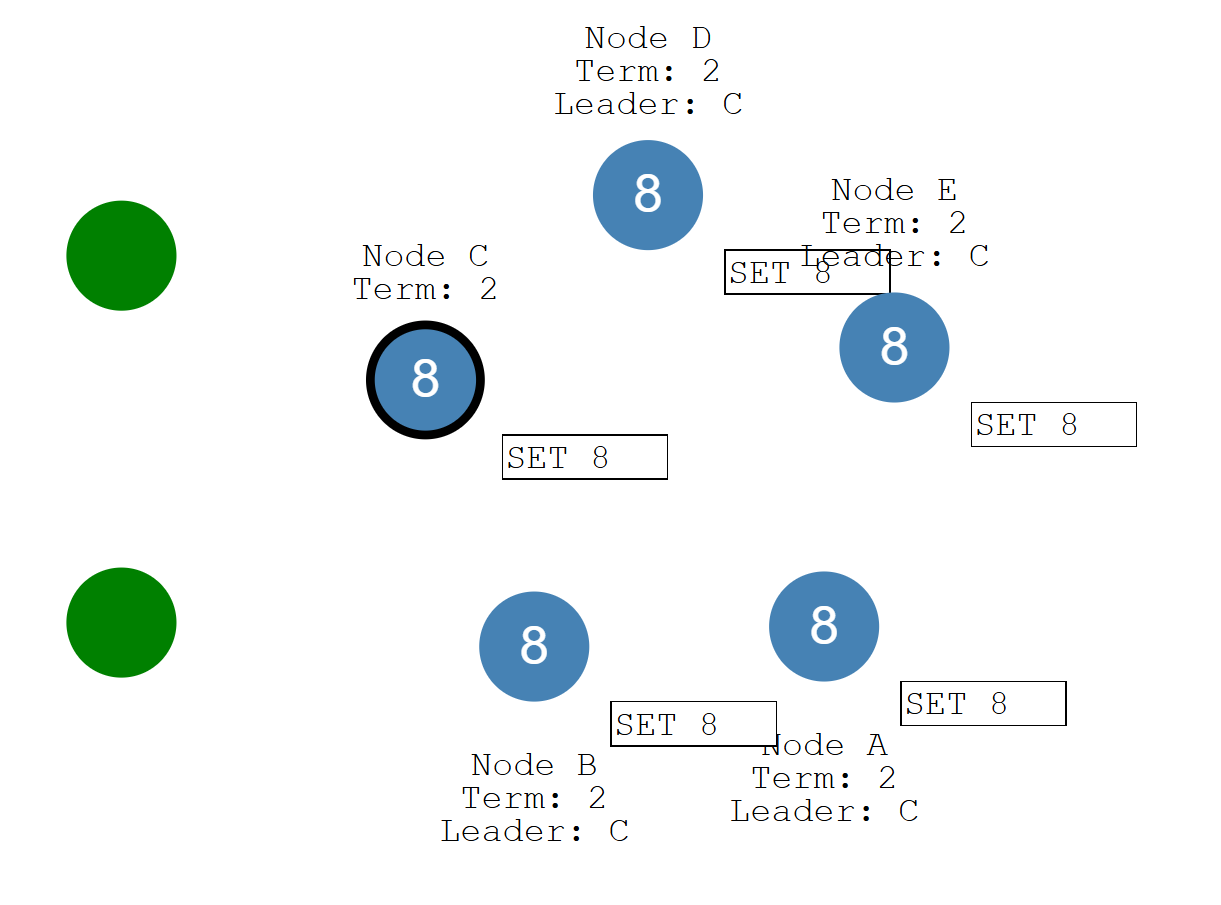 Node D
Term: 2
Leader: C
8
Node E
Term: 2
Leader: C
SET 8
8
SET 8
Node C
Term: 2
8
SET 8
8
SET 8
Node B
Term: 2
Leader: C
8
SET 8
Node A
Term: 2
Leader: C